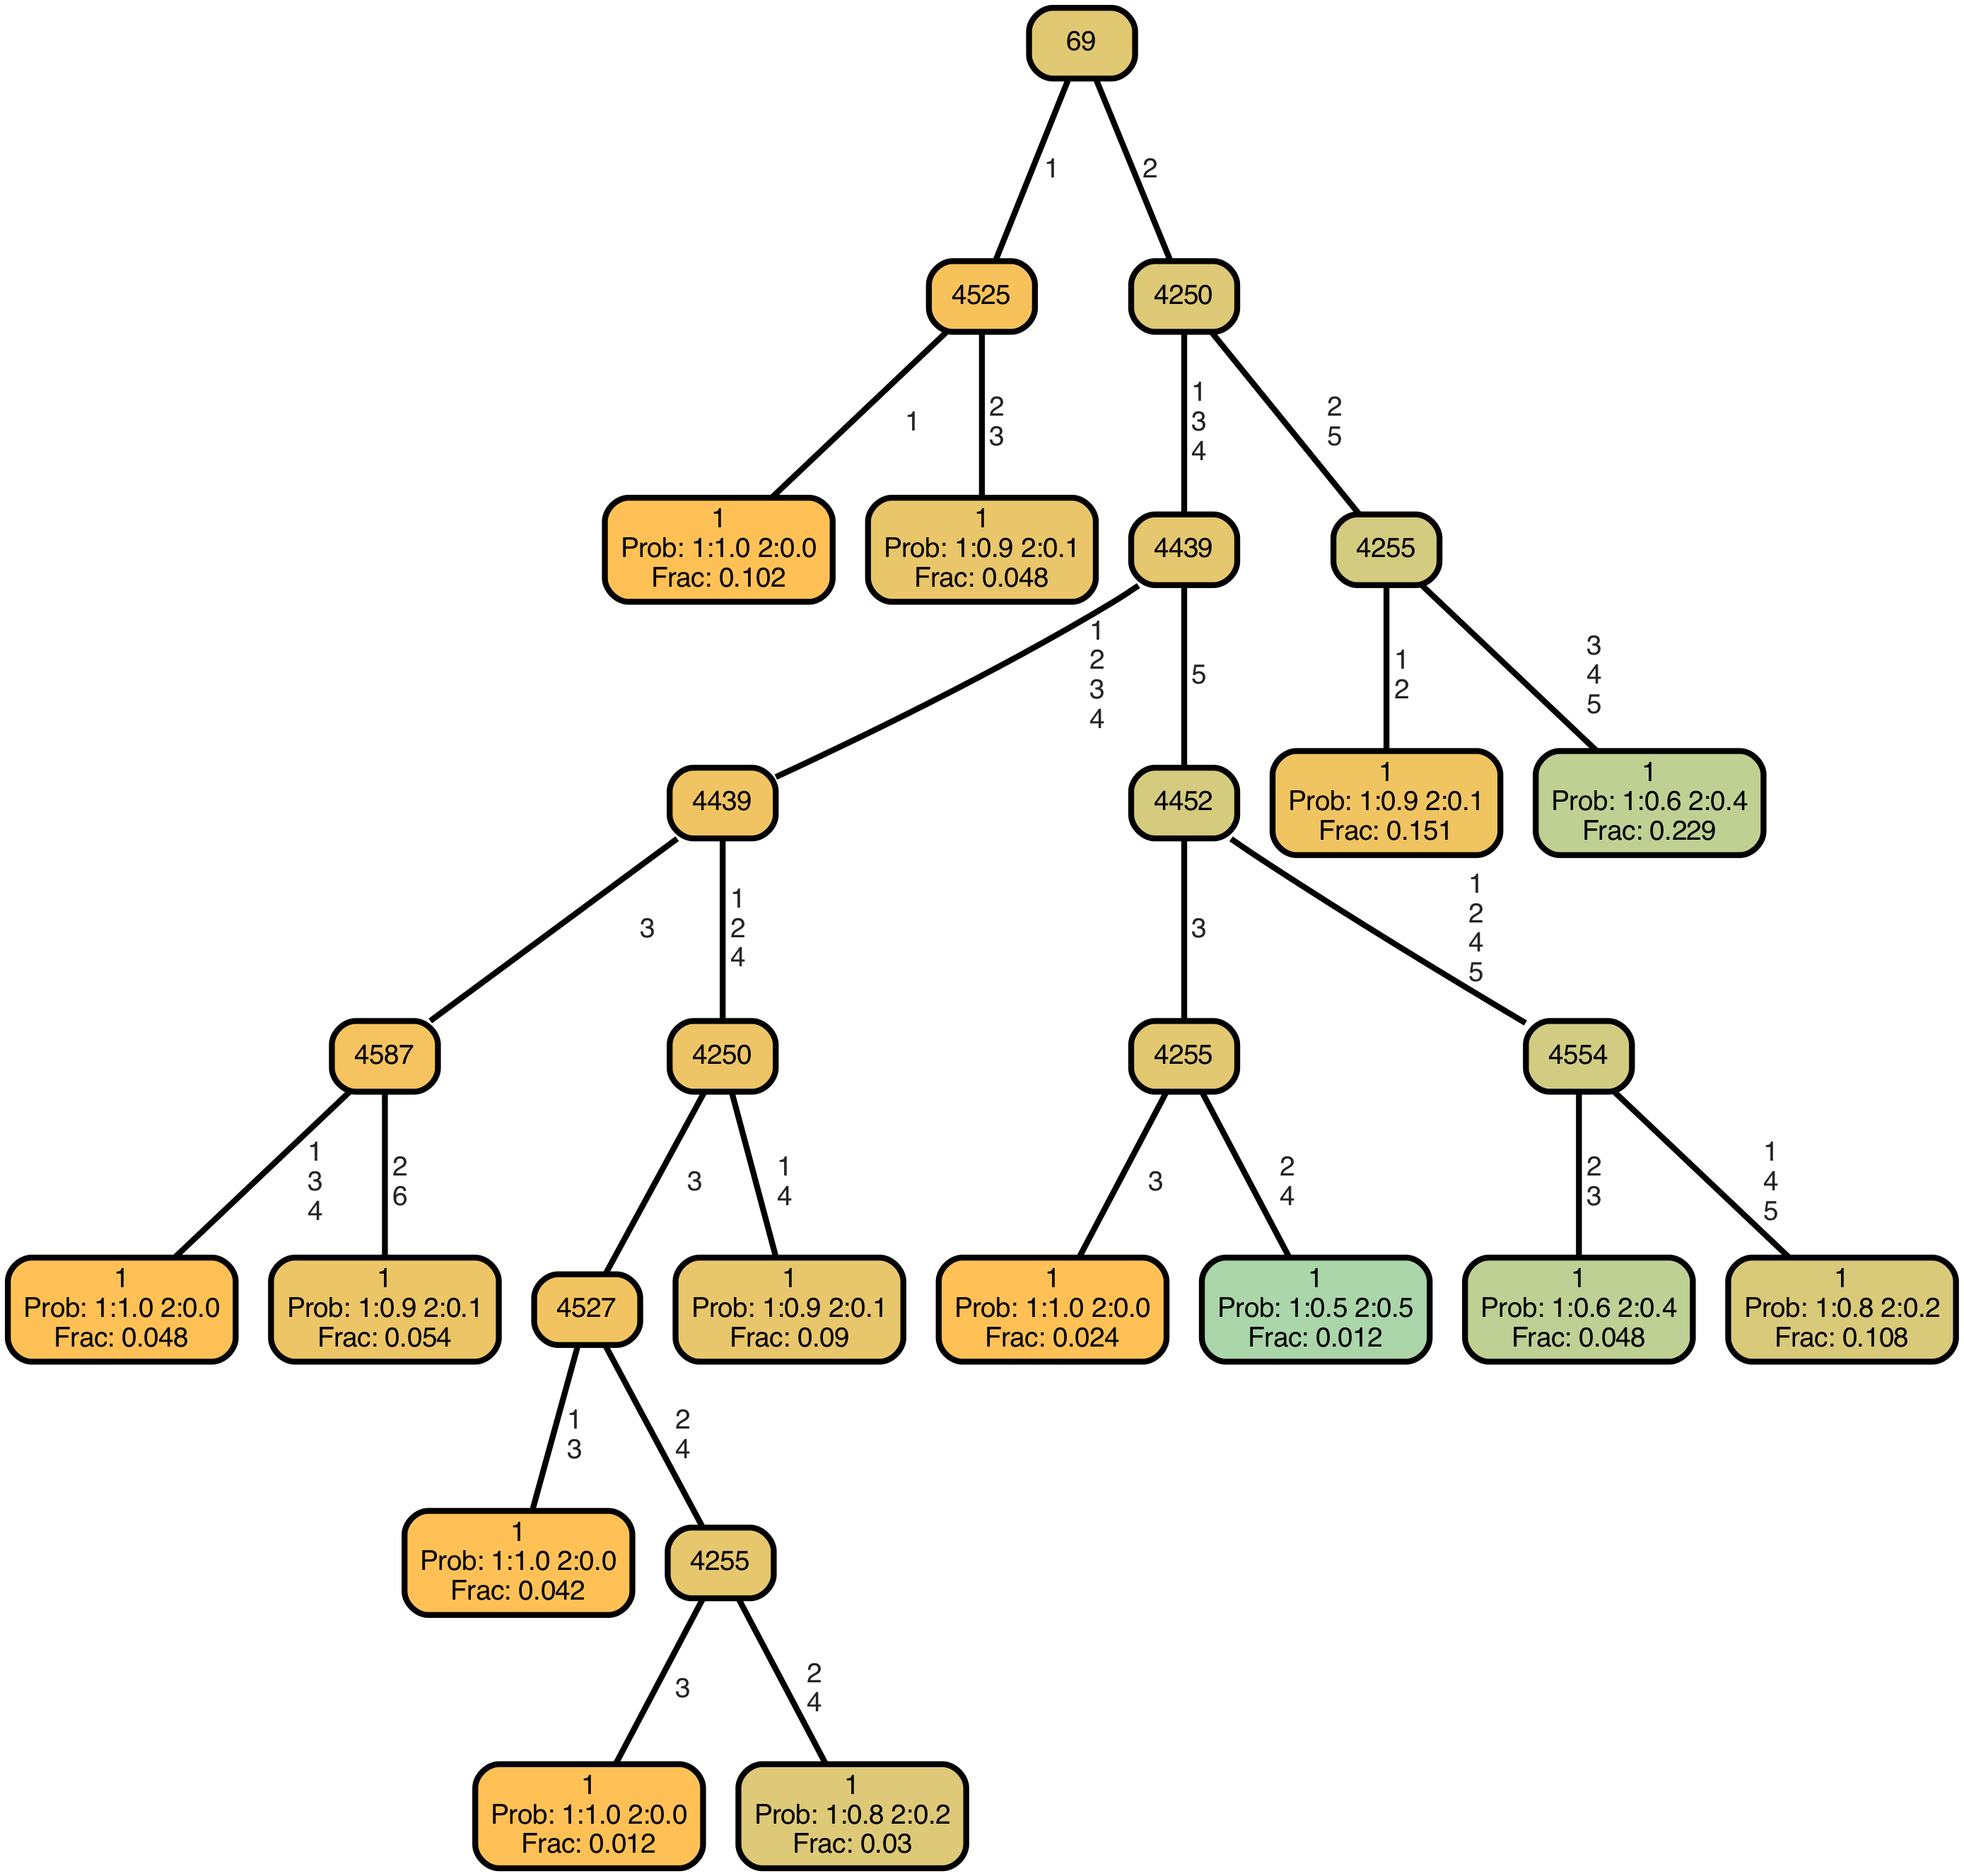 69
1
2
4525
4250
1
2
3
1
3
4
2
5
1
Prob: 1:1.0 2:0.0
Frac: 0.102
1
Prob: 1:0.9 2:0.1
Frac: 0.048
4439
4255
1
2
3
4
5
1
2
3
4
5
4439
4452
1
Prob: 1:0.9 2:0.1
Frac: 0.151
1
Prob: 1:0.6 2:0.4
Frac: 0.229
3
1
2
4
3
1
2
4
5
4587
4250
4255
4554
1
3
4
2
6
3
1
4
3
2
4
2
3
1
4
5
1
Prob: 1:1.0 2:0.0
Frac: 0.048
1
Prob: 1:0.9 2:0.1
Frac: 0.054
4527
1
Prob: 1:0.9 2:0.1
Frac: 0.09
1
Prob: 1:1.0 2:0.0
Frac: 0.024
1
Prob: 1:0.5 2:0.5
Frac: 0.012
1
Prob: 1:0.6 2:0.4
Frac: 0.048
1
Prob: 1:0.8 2:0.2
Frac: 0.108
1
3
2
4
1
Prob: 1:1.0 2:0.0
Frac: 0.042
4255
3
2
4
1
Prob: 1:1.0 2:0.0
Frac: 0.012
1
Prob: 1:0.8 2:0.2
Frac: 0.03